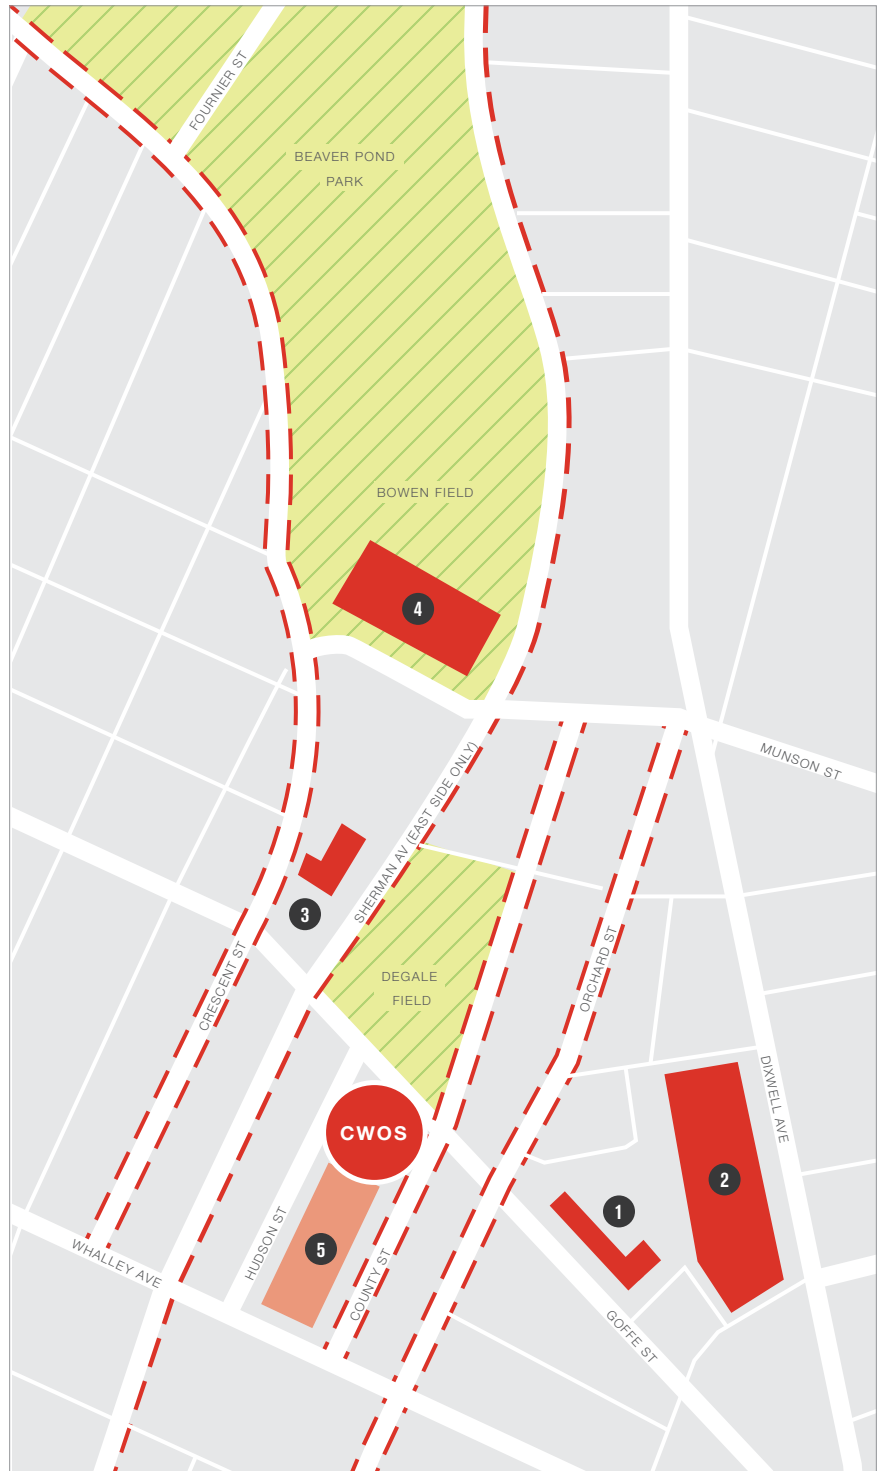 FOURNIER ST
BEAVER POND
PARK
BOWEN FIELD
4
MUNSON ST
SHERMAN AV (EAST SIDE ONLY)
3
CRESCENT ST
DEGALE
FIELD
ORCHARD ST
DIXWELL AVE
CWOS
2
1
HUDSON ST
5
WHALLEY AVE
COUNTY ST
GOFFE ST